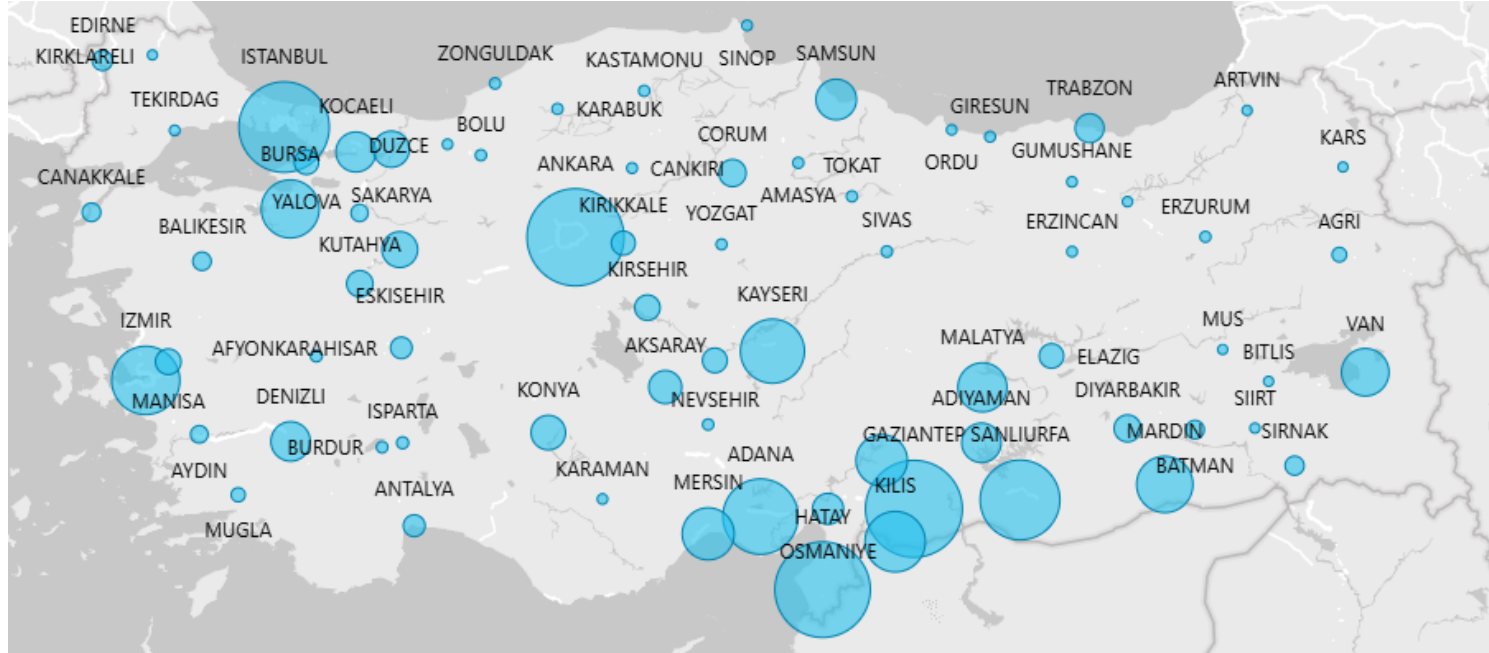 EDIRNE
KIRKLARELI
ISTANBUL
ZONGULDAK
KASTAMONU
SINOP
SAMSUN
TEKIRDAG
KOCAELI
KARABUK
GIRESUN
TRABZON
ARTVIN
BURSA
DUZCE
BOLU
CORUM
ORDU
GUMUSHANE
KARS
CANAKKALE
ANKARA
CANKIRI
TOKAT
AMASYA
YALOVA
SAKARYA
KIRIKKALE
YOZGAT
SIVAS
ERZINCAN
ERZURUM
AGRI
BALIKESIR
KUTAHYA
KIRSEHIR
ESKISEHIR
KAYSERI
IZMIR
AFYONKARAHISAR
AKSARAY
MALATYA
ELAZIG
MUS
BITLIS
VAN
MANISA
DENIZLI
ISPARTA
KONYA
NEVSEHIR
ADIYAMAN
DIYARBAKIR
SIIRT
BURDUR
GAZIANTEP
SANLIURFA
MARDIN
SIRNAK
AYDIN
ANTALYA
KARAMAN
ADANA
MERSIN
KILIS
BATMAN
MUGLA
HATAY
OSMANIYE